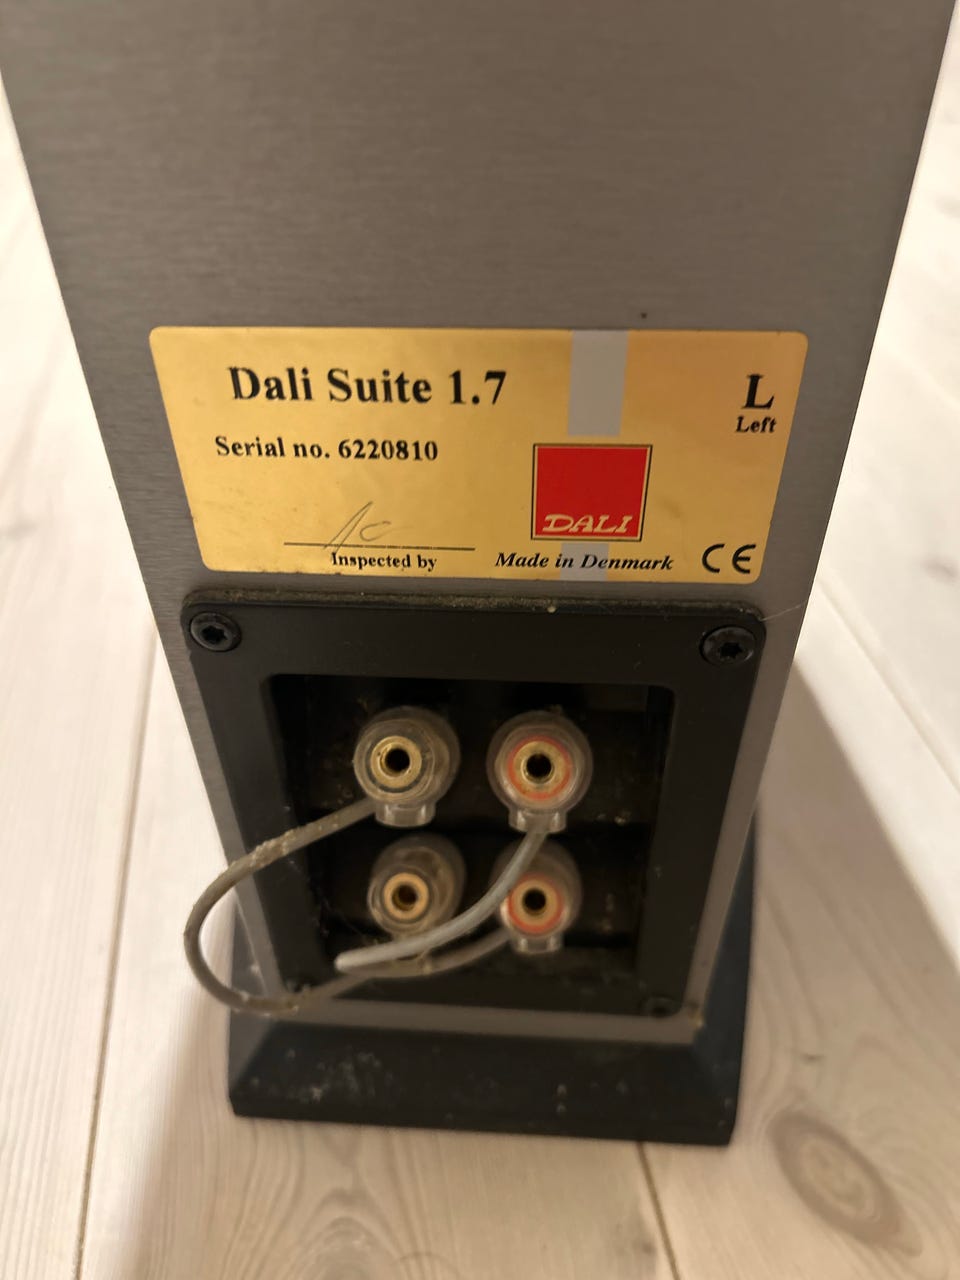 Dali Suite 1.7
L
Left
Serial no. 6220810
DALI
Inspected by
Made in Denmark
CE